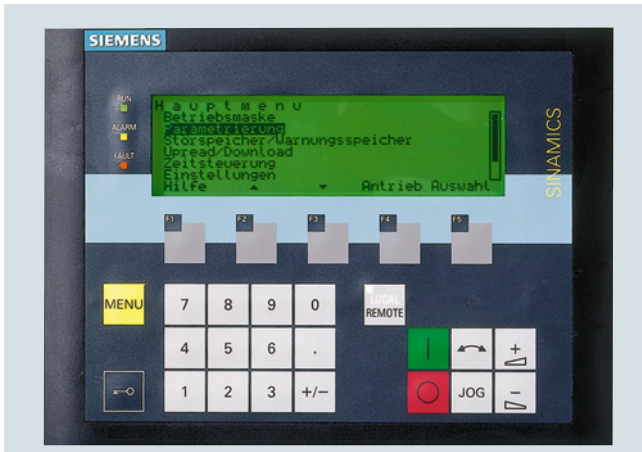 SIEMENS
RUN
ALARM
FAULT
Hauptmenu
Betriebsmaske
Parametrierung
Störspeicher/Warnungsspeicher
Upread/Download
Zeitsteuerung
Einstellungen
Hilfe Antrieb Auswahl
SINAMICS
F1 F2 F3 F4 F5
MENU 7 8 9 0 LOCAL
REMOTE
4 5 6 . +
1 2 3 +/- JOG −